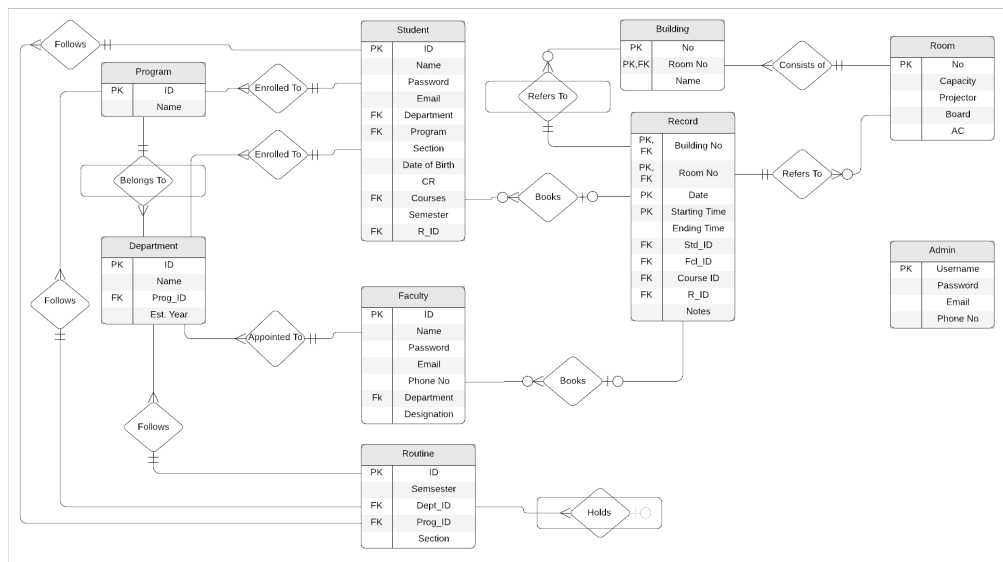 Student
PK ID
Name
Password
Email
FK Department
FK Program
Section
Date of Birth
CR
FK Courses
Semester
FK R_ID
Building
PK No
PK,FK Room No
Name
Room
PK No
Capacity
Projector
Board
AC
Follows
Program
PK ID
Name
Enrolled To
Enrolled To
Belongs To
Consists of
Refers To
Record
PK, FK Building No
PK, FK Room No
PK Date
PK Starting Time
Ending Time
FK Std_ID
FK Fcl_ID
FK Course ID
FK R_ID
Notes
Refers To
Books
Department
PK ID
Name
FK Prog_ID
Est. Year
Admin
PK Username
Password
Email
Phone No
Follows
Faculty
PK ID
Name
Password
Email
Phone No
Fk Department
Designation
Appointed To
Books
Follows
Routine
PK ID
Semsester
FK Dept_ID
FK Prog_ID
Section
Holds